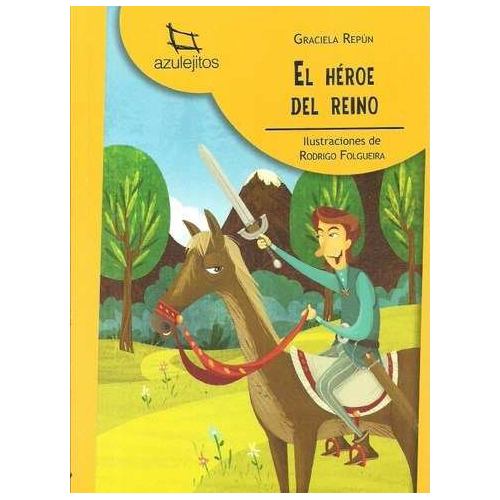 azulejitos
GRACIELA REPÚN
EL HÉROE
DEL REINO
Ilustraciones de
RODRIGO FOLGUEIRA